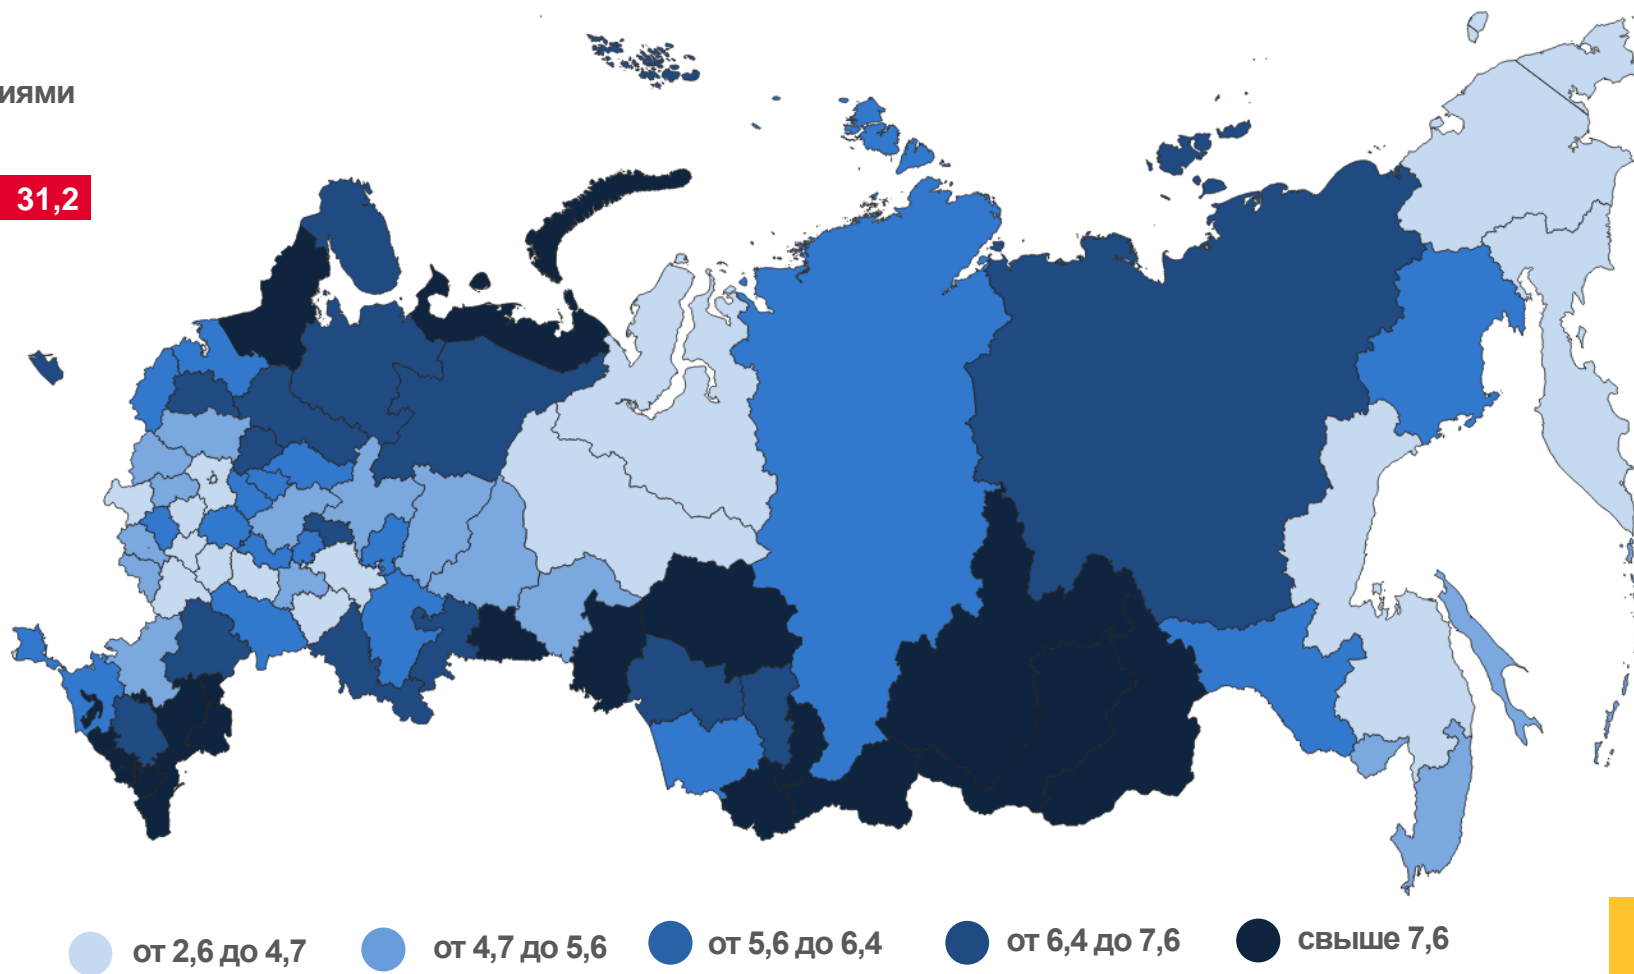 иями
31,2
от 2,6 до 4,7
от 4,7 до 5,6
от 5,6 до 6,4
от 6,4 до 7,6
свыше 7,6